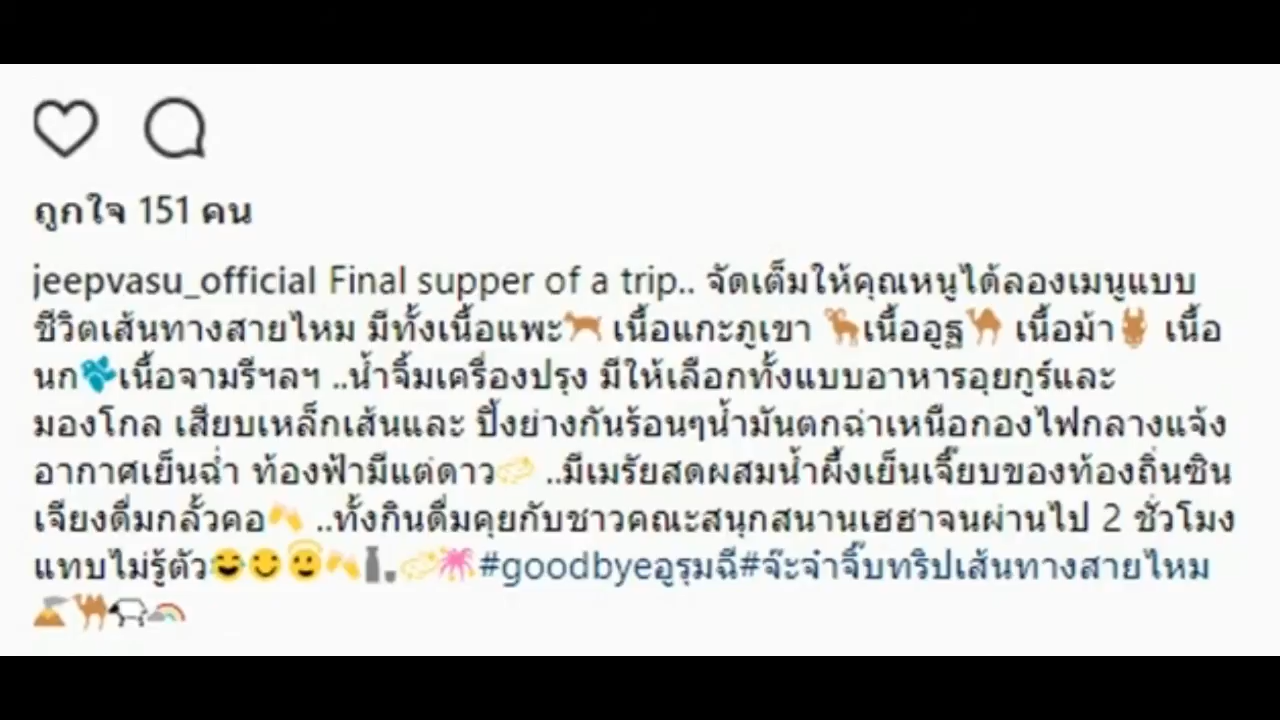 ถูกใจ 151 คน
jeepvasu_official Final supper of a trip.. จัดเต็มให้คุณหนูได้ลองเมนูแบบ
ชีวิตเส้นทางสายไหม มีทั้งเนื้อแพะ🐕 เนื้อแกะภูเขา 🐏เนื้ออูฐ🐪 เนื้อม้า เนื้อ
นก เนื้อจามรีฯลฯ ..น้ำจิ้มเครื่องปรุง มีให้เลือกทั้งแบบอาหารอุยกูร์และ
มองโกล เสียบเหล็กเส้นและ ปิ้งย่างกันร้อนๆน้ำมันตกฉ่าเหนือกองไฟกลางแจ้ง
อากาศเย็นฉ่ำ ท้องฟ้ามีแต่ดาว💫 ..มีเมรัยสดผสมน้ำผึ้งเย็นเจี๊ยบของท้องถิ่นซิน
เจียงดื่มกลั้วคอ🍻 ..ทั้งกินดื่มคุยกับชาวคณะสนุกสนานเฮฮาจนผ่านไป 2 ชั่วโมง
แทบไม่รู้ตัว😂😊😇🍻🍶💫🌴#goodbyeอูรุมฉี#จ๊ะจ๋าจิ๊บทริปเส้นทางสายไหม
🌋🐫🐑🌈